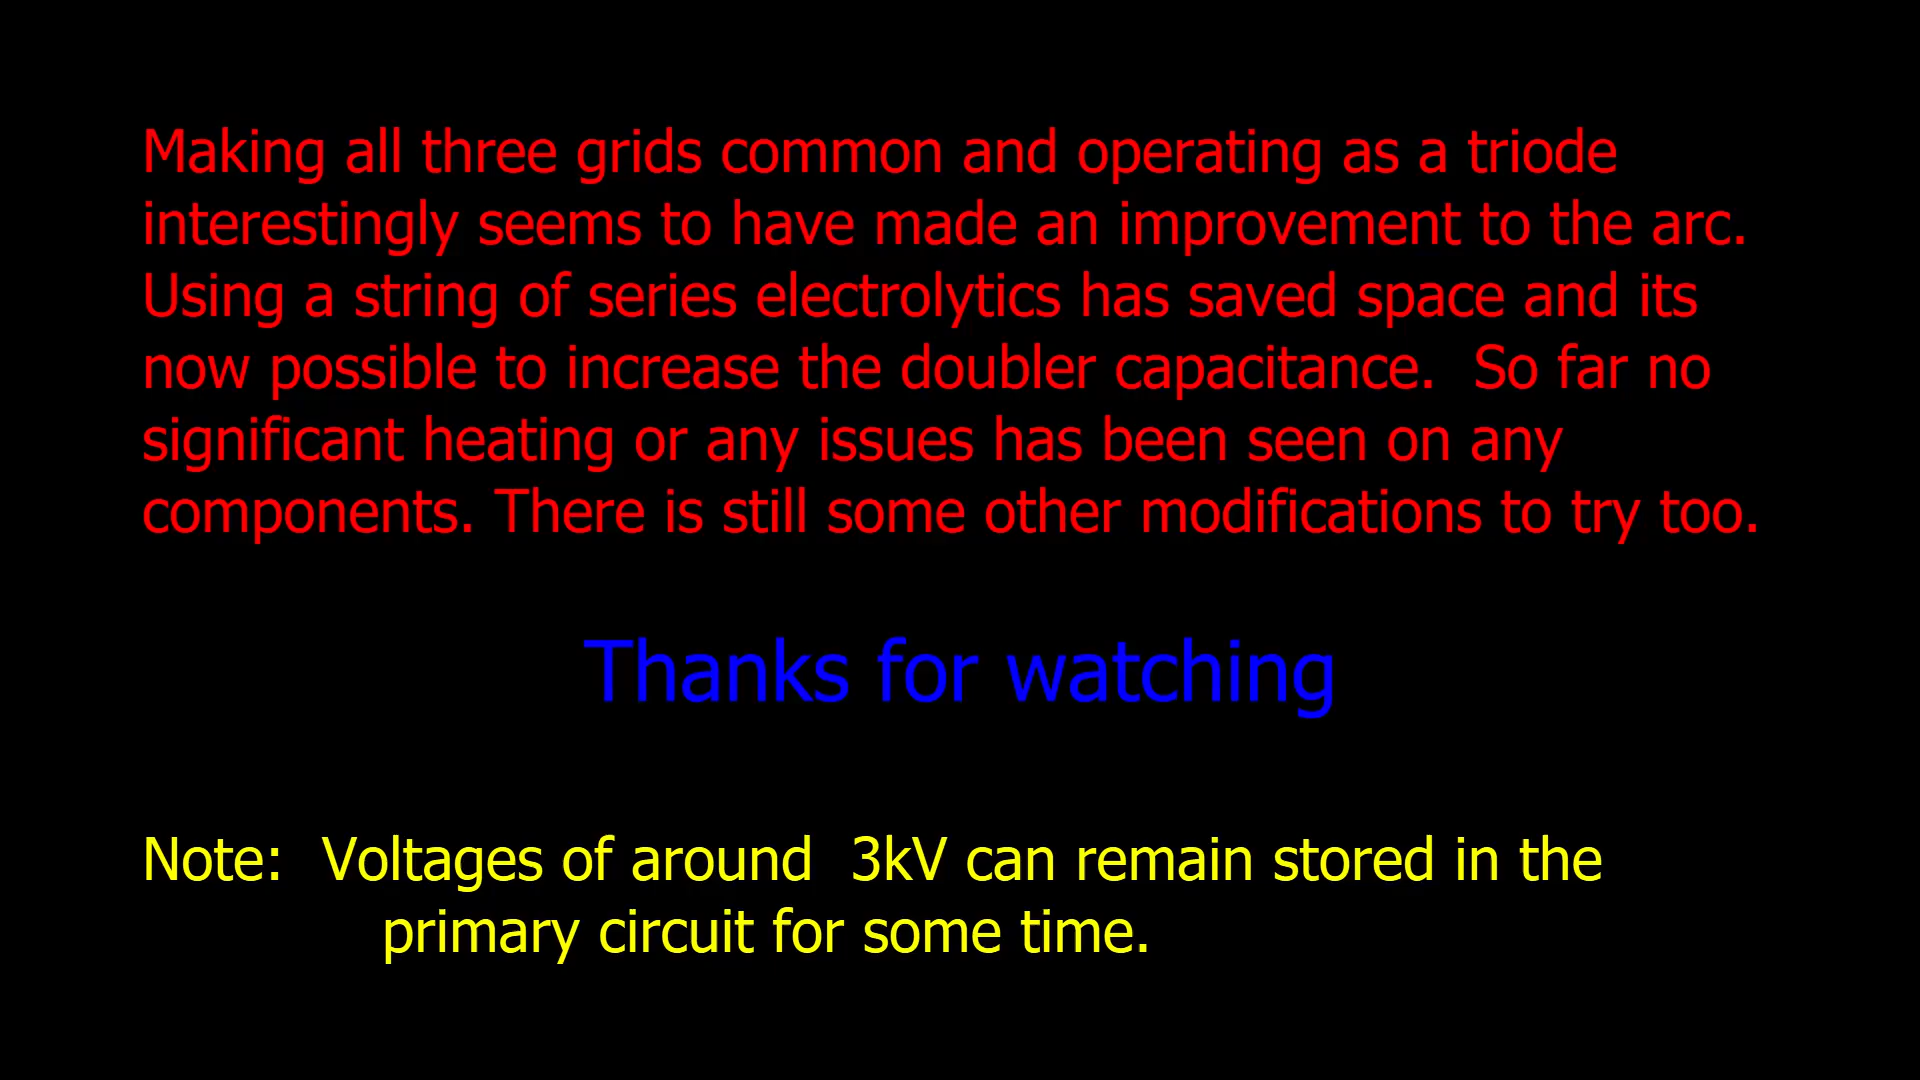 Making all three grids common and operating as a triode
interestingly seems to have made an improvement to the arc.
Using a string of series electrolytics has saved space and its
now possible to increase the doubler capacitance.  So far no
significant heating or any issues has been seen on any
components. There is still some other modifications to try too.
Thanks for watching
Note:  Voltages of around  3kV can remain stored in the
primary circuit for some time.